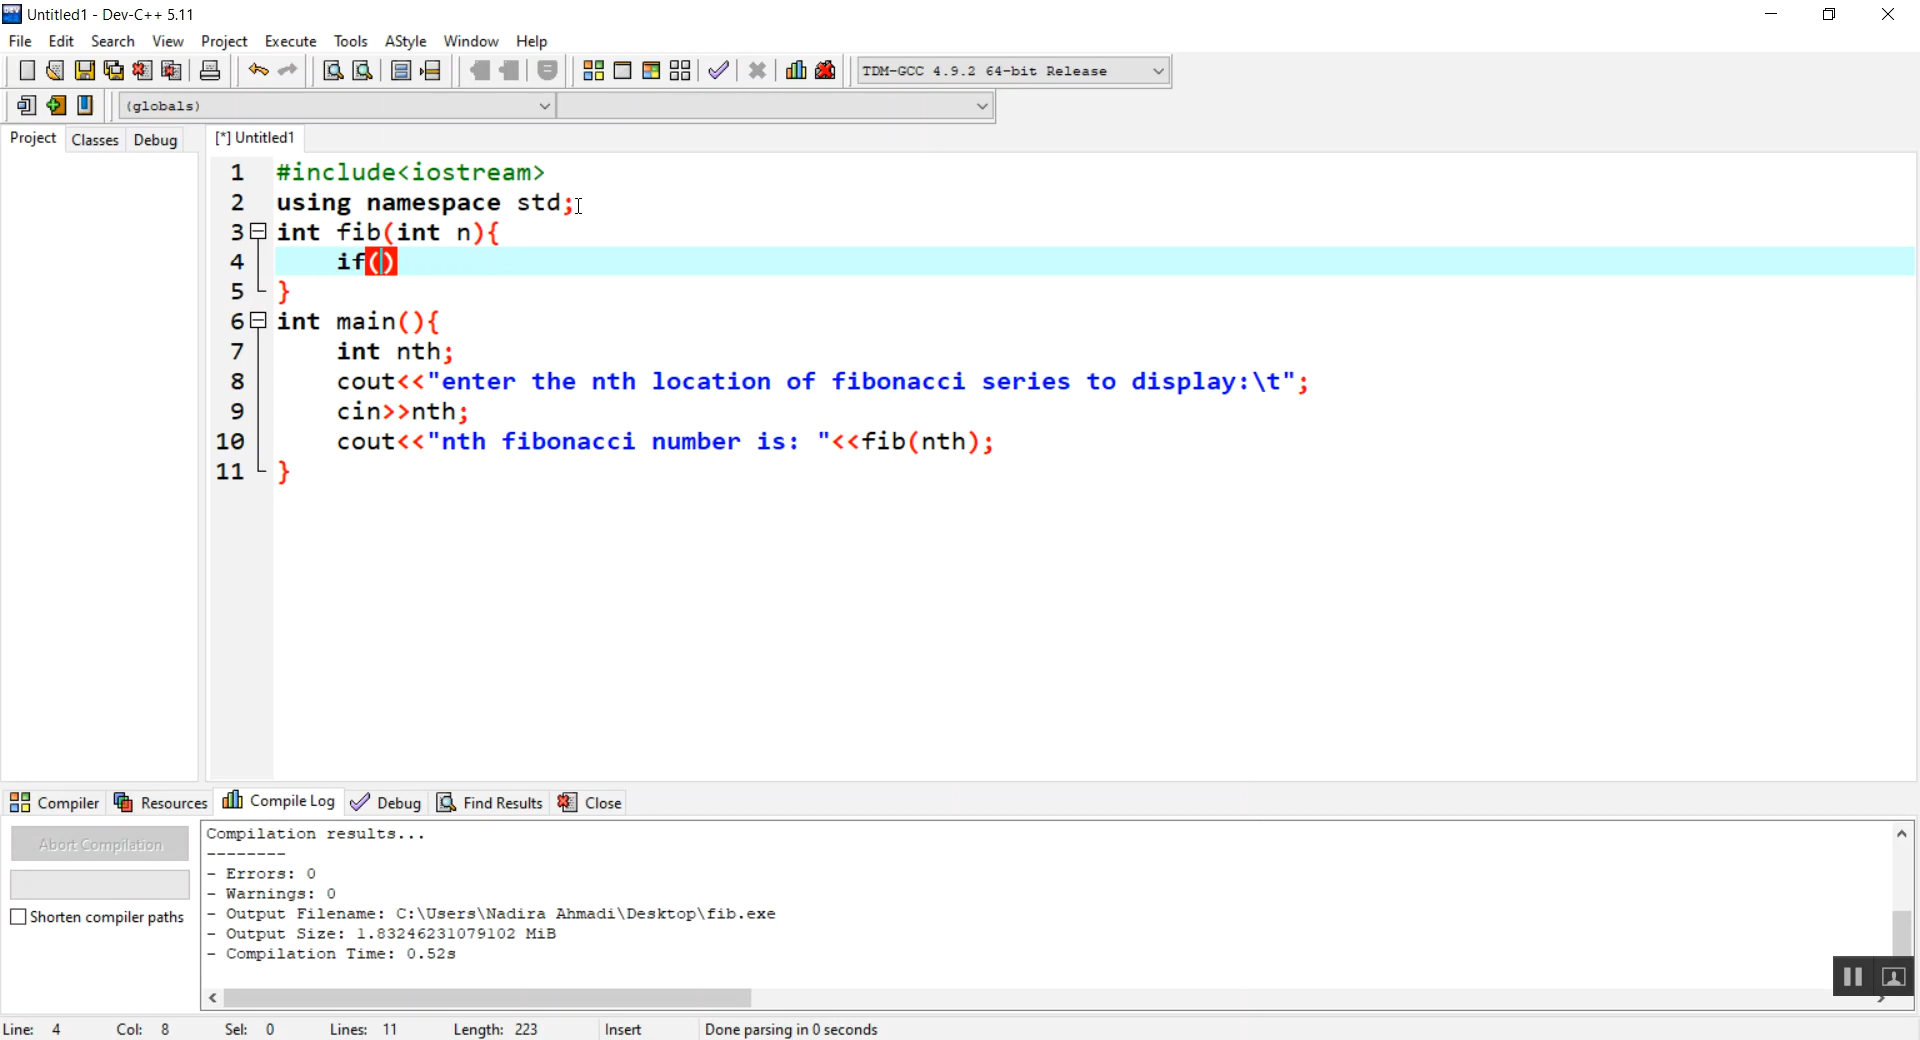 Untitled1 - Dev-C++ 5.11
File Edit Search View Project Execute Tools AStyle Window Help
TDM-GCC 4.9.2 64-bit Release
(globals)
Project Classes Debug [*] Untitled1
1 #include<iostream>
2 using namespace std;
3 int fib(int n){
4 if()
5 }
6 int main(){
7 int nth;
8 cout<<"enter the nth location of fibonacci series to display:\t";
9 cin>>nth;
10 cout<<"nth fibonacci number is: "<<fib(nth);
11 }
Compiler Resources Compile Log Debug Find Results Close
Abort Compilation
Shorten compiler paths
Compilation results...
--------
- Errors: 0
- Warnings: 0
- Output Filename: C:\Users\Nadira Ahmadi\Desktop\fib.exe
- Output Size: 1.83246231079102 MiB
- Compilation Time: 0.52s
Line: 4 Col: 8 Sel: 0 Lines: 11 Length: 223 Insert Done parsing in 0 seconds